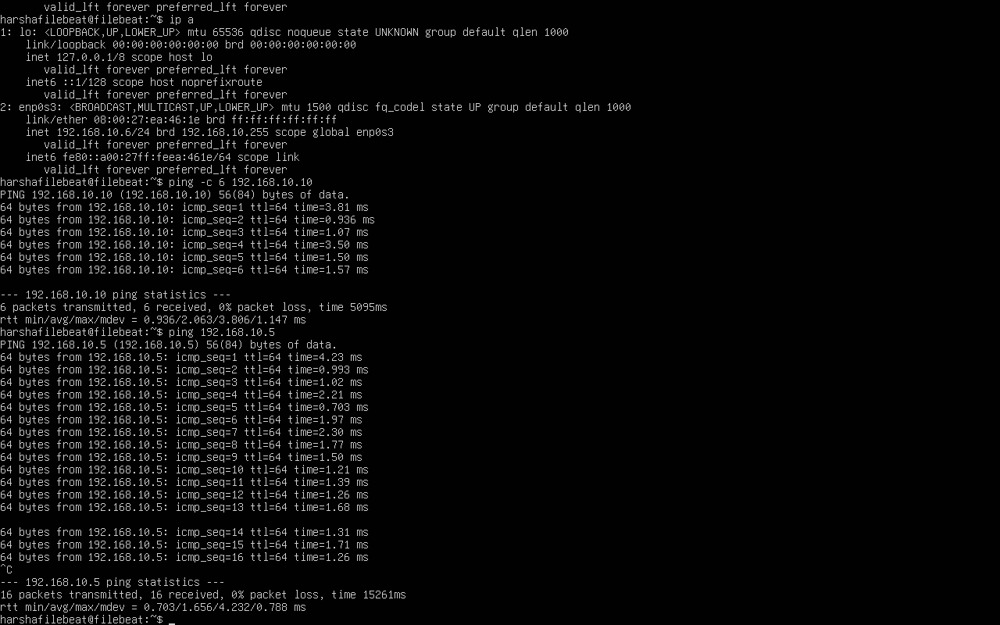 valid_lft forever preferred_lft forever
harshafilebeat@filebeat:~$ ip a
1: lo: <LOOPBACK,UP,LOWER_UP> mtu 65536 qdisc noqueue state UNKNOWN group default qlen 1000
    link/loopback 00:00:00:00:00:00 brd 00:00:00:00:00:00
    inet 127.0.0.1/8 scope host lo
       valid_lft forever preferred_lft forever
    inet6 ::1/128 scope host noprefixroute
       valid_lft forever preferred_lft forever
2: enp0s3: <BROADCAST,MULTICAST,UP,LOWER_UP> mtu 1500 qdisc fq_codel state UP group default qlen 1000
    link/ether 08:00:27:ea:46:1e brd ff:ff:ff:ff:ff:ff
    inet 192.168.10.6/24 brd 192.168.10.255 scope global enp0s3
       valid_lft forever preferred_lft forever
    inet6 fe80::a00:27ff:feea:461e/64 scope link
       valid_lft forever preferred_lft forever
harshafilebeat@filebeat:~$ ping -c 6 192.168.10.10
PING 192.168.10.10 (192.168.10.10) 56(84) bytes of data.
64 bytes from 192.168.10.10: icmp_seq=1 ttl=64 time=3.81 ms
64 bytes from 192.168.10.10: icmp_seq=2 ttl=64 time=0.936 ms
64 bytes from 192.168.10.10: icmp_seq=3 ttl=64 time=1.07 ms
64 bytes from 192.168.10.10: icmp_seq=4 ttl=64 time=3.50 ms
64 bytes from 192.168.10.10: icmp_seq=5 ttl=64 time=1.50 ms
64 bytes from 192.168.10.10: icmp_seq=6 ttl=64 time=1.57 ms

--- 192.168.10.10 ping statistics ---
6 packets transmitted, 6 received, 0% packet loss, time 5095ms
rtt min/avg/max/mdev = 0.936/2.063/3.806/1.147 ms
harshafilebeat@filebeat:~$ ping 192.168.10.5
PING 192.168.10.5 (192.168.10.5) 56(84) bytes of data.
64 bytes from 192.168.10.5: icmp_seq=1 ttl=64 time=4.23 ms
64 bytes from 192.168.10.5: icmp_seq=2 ttl=64 time=0.993 ms
64 bytes from 192.168.10.5: icmp_seq=3 ttl=64 time=1.02 ms
64 bytes from 192.168.10.5: icmp_seq=4 ttl=64 time=2.21 ms
64 bytes from 192.168.10.5: icmp_seq=5 ttl=64 time=0.703 ms
64 bytes from 192.168.10.5: icmp_seq=6 ttl=64 time=1.97 ms
64 bytes from 192.168.10.5: icmp_seq=7 ttl=64 time=2.30 ms
64 bytes from 192.168.10.5: icmp_seq=8 ttl=64 time=1.77 ms
64 bytes from 192.168.10.5: icmp_seq=9 ttl=64 time=1.50 ms
64 bytes from 192.168.10.5: icmp_seq=10 ttl=64 time=1.21 ms
64 bytes from 192.168.10.5: icmp_seq=11 ttl=64 time=1.39 ms
64 bytes from 192.168.10.5: icmp_seq=12 ttl=64 time=1.26 ms
64 bytes from 192.168.10.5: icmp_seq=13 ttl=64 time=1.68 ms

64 bytes from 192.168.10.5: icmp_seq=14 ttl=64 time=1.31 ms
64 bytes from 192.168.10.5: icmp_seq=15 ttl=64 time=1.71 ms
64 bytes from 192.168.10.5: icmp_seq=16 ttl=64 time=1.26 ms
^C
--- 192.168.10.5 ping statistics ---
16 packets transmitted, 16 received, 0% packet loss, time 15261ms
rtt min/avg/max/mdev = 0.703/1.656/4.232/0.788 ms
harshafilebeat@filebeat:~$ _